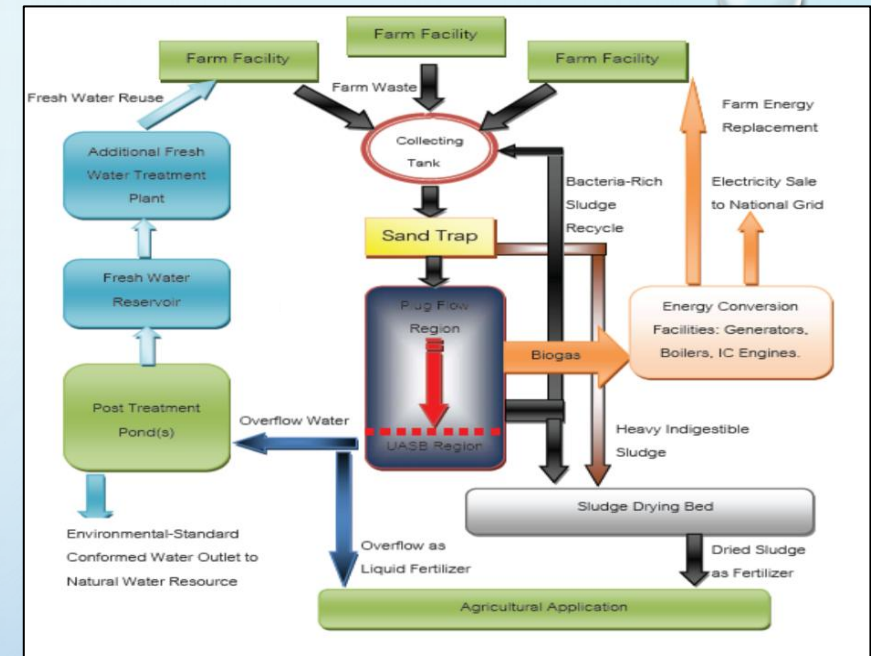 Farm Facility
Farm Facility
Farm Facility
Fresh Water Reuse
Farm Waste
Farm Energy
Replacement
Collecting
Tank
Additional Fresh
Water Treatment
Plant
Bacteria-Rich
Sludge
Recycle
Electricity Sale
to National Grid
Sand Trap
Fresh Water
Reservoir
Plug Flow
Region
Energy Conversion
Facilities: Generators,
Boilers, IC Engines.
Biogas
Post Treatment
Pond(s)
Overflow Water
UASB Region
Heavy Indigestible
Sludge
Sludge Drying Bed
Environmental-Standard
Conformed Water Outlet to
Natural Water Resource
Overflow as
Liquid Fertilizer
Dried Sludge
as Fertilizer
Agricultural Application